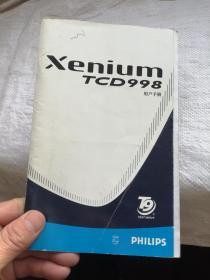 Xenium
TCD998
用户手册
T9
PHILIPS